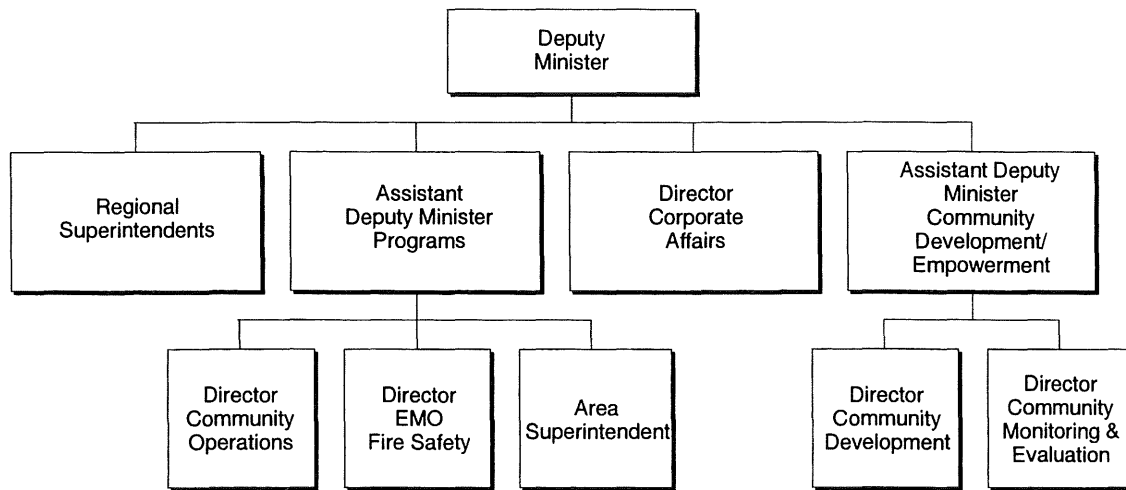 Deputy
Minister
Regional
Superintendents
Assistant
Deputy Minister
Programs
Director
Corporate
Affairs
Assistant Deputy
Minister
Community
Development/
Empowerment
Director
Community
Operations
Director
EMO
Fire Safety
Area
Superintendent
Director
Community
Development
Director
Community
Monitoring &
Evaluation